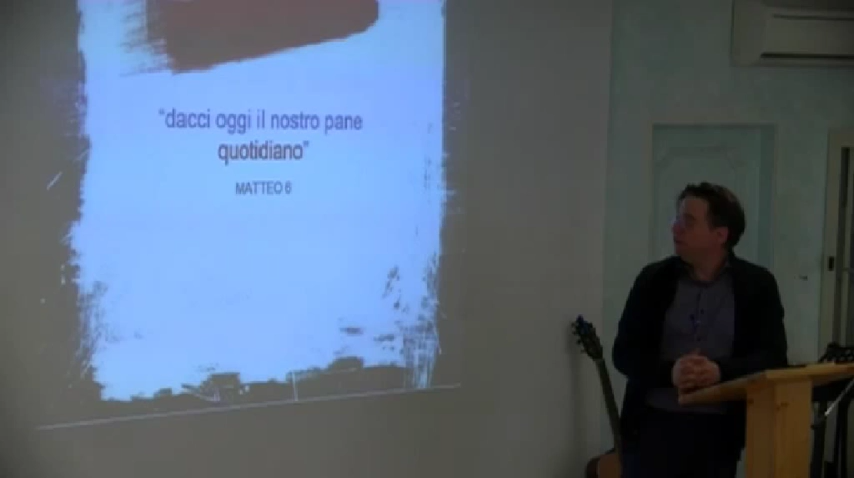 “dacci oggi il nostro pane
quotidiano”
MATTEO 6